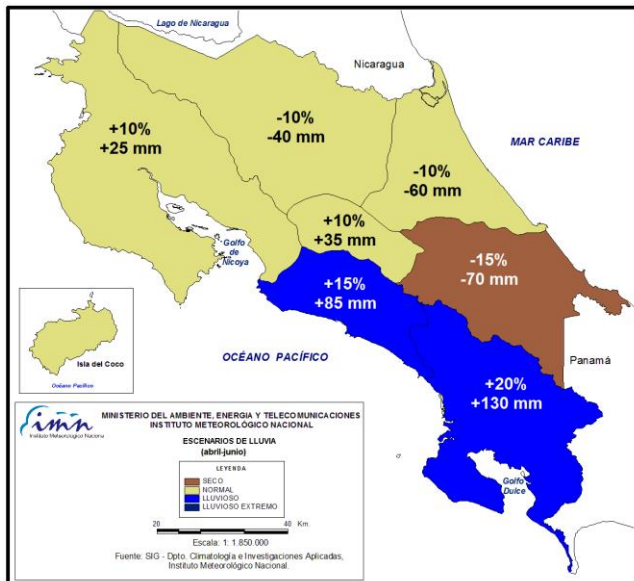 Lago de Nicaragua
Nicaragua
MAR CARIBE
+10%
+25 mm
-10%
-40 mm
-10%
-60 mm
Golfo
de
Nicoya
+10%
+35 mm
-15%
-70 mm
+15%
+85 mm
Isla del Coco
Océano Pacífico
OCÉANO PACÍFICO
Panamá
+20%
+130 mm
Golfo
Dulce
imn
Instituto Meteorológico Nacional
MINISTERIO DEL AMBIENTE, ENERGIA Y TELECOMUNICACIONES
INSTITUTO METEOROLÓGICO NACIONAL
ESCENARIOS DE LLUVIA
(abril-junio)
LEYENDA
SECO
NORMAL
LLUVIOSO
LLUVIOSO EXTREMO
20 0 40 Km.
Escala: 1: 1.850.000
Fuente: SIG - Dpto. Climatología e Investigaciones Aplicadas,
Instituto Meteorológico Nacional.